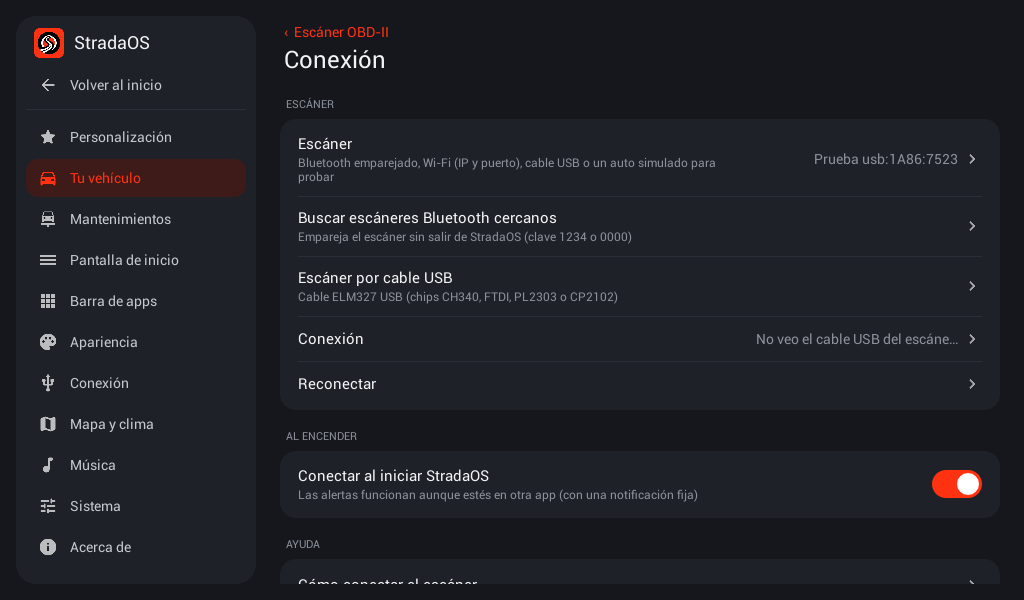 StradaOS
Volver al inicio
Personalización
Tu vehículo
Mantenimientos
Pantalla de inicio
Barra de apps
Apariencia
Conexión
Mapa y clima
Música
Sistema
Acerca de
‹ Escáner OBD-II
Conexión
ESCÁNER
Escáner
Bluetooth emparejado, Wi-Fi (IP y puerto), cable USB o un auto simulado para
probar
Prueba usb:1A86:7523
Buscar escáneres Bluetooth cercanos
Empareja el escáner sin salir de StradaOS (clave 1234 o 0000)
Escáner por cable USB
Cable ELM327 USB (chips CH340, FTDI, PL2303 o CP2102)
Conexión
No veo el cable USB del escáne…
Reconectar
AL ENCENDER
Conectar al iniciar StradaOS
Las alertas funcionan aunque estés en otra app (con una notificación fija)
AYUDA
Cómo conectar el escáner